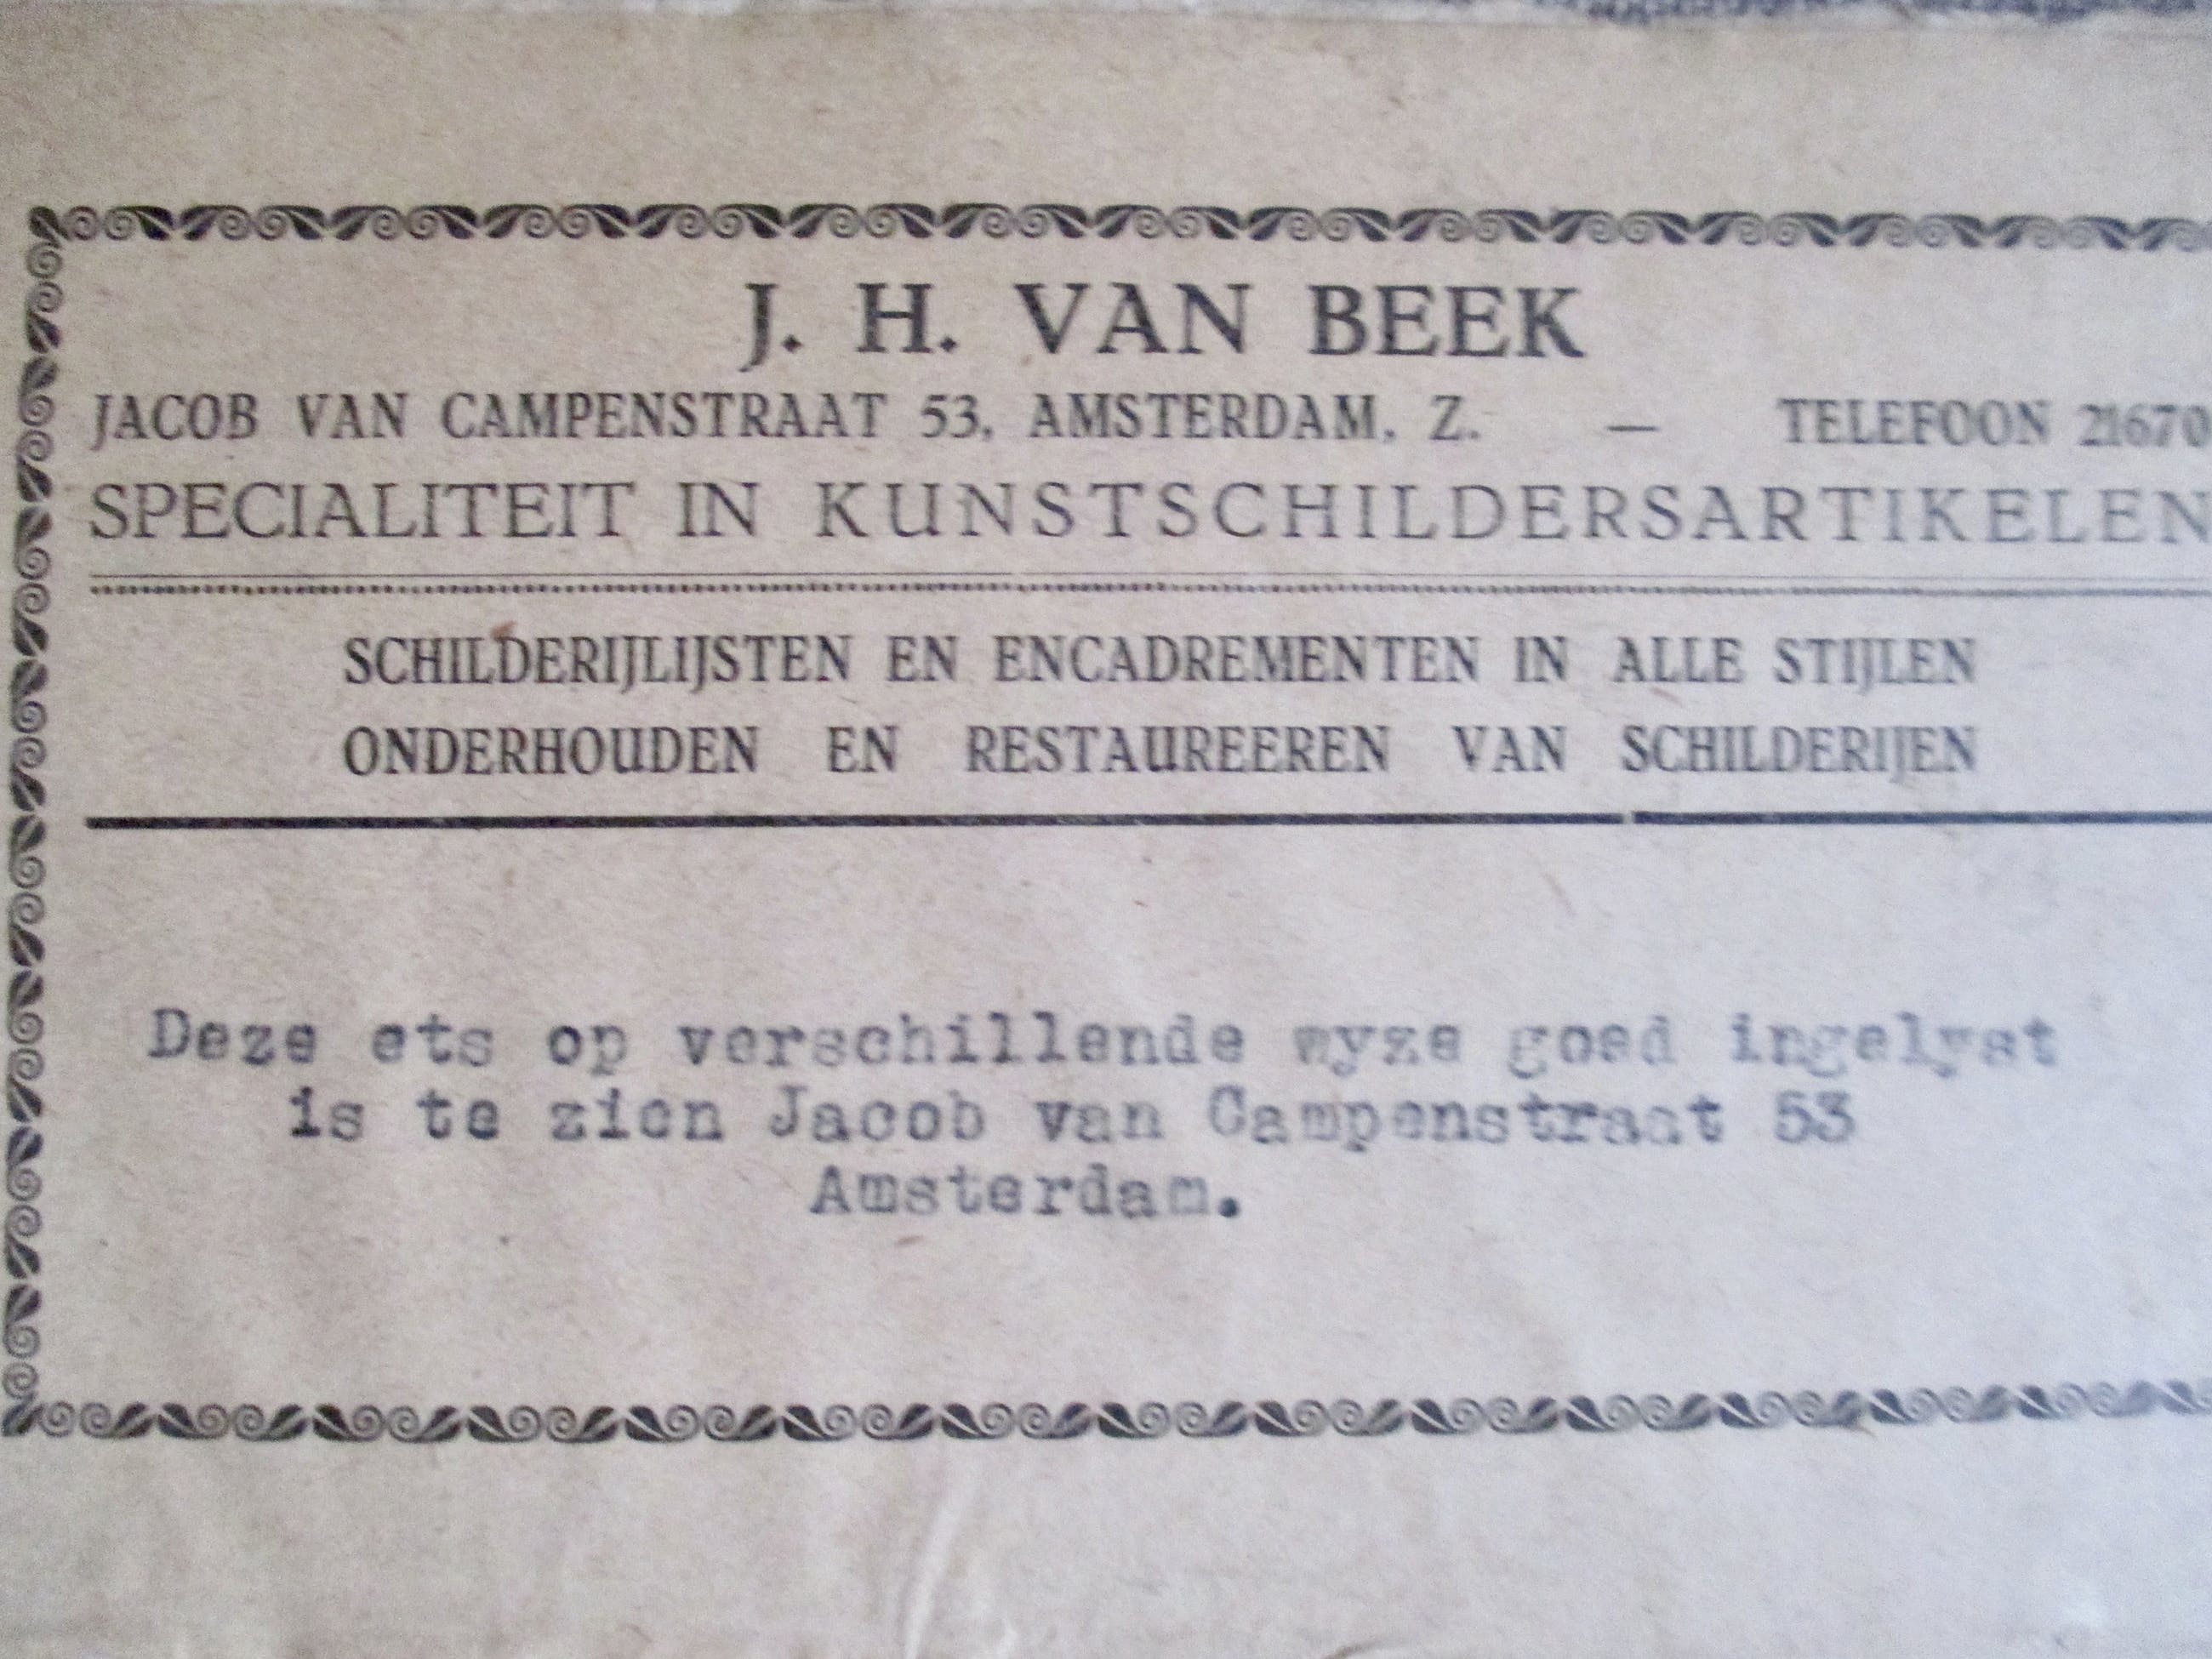 J. H. VAN BEEK
JACOB VAN CAMPENSTRAAT 53, AMSTERDAM, Z. — TELEFOON 21670
SPECIALITEIT IN KUNSTSCHILDERSARTIKELEN
SCHILDERIJLIJSTEN EN ENCADREMENTEN IN ALLE STIJLEN
ONDERHOUDEN EN RESTAUREEREN VAN SCHILDERIJEN
Deze ets op verschillende wyze goed ingelyst
is te zien Jacob van Campenstraat 53
Amsterdam.